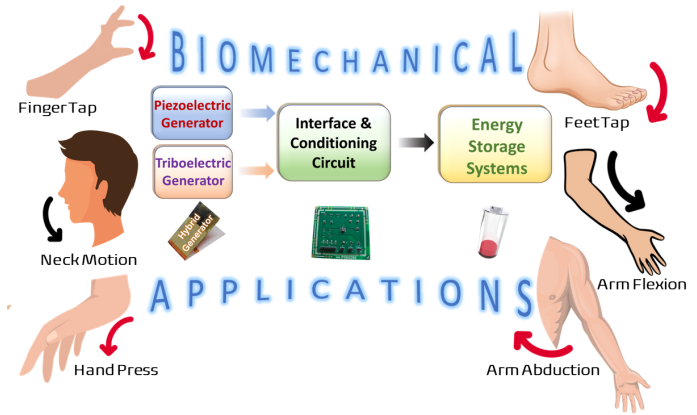 BIOMECHANICAL
Finger Tap
Piezoelectric
Generator
Interface &
Conditioning
Circuit
Energy
Storage
Systems
Feet Tap
Triboelectric
Generator
Neck Motion
Hybrid
Generator
Arm Flexion
APPLICATIONS
Hand Press
Arm Abduction